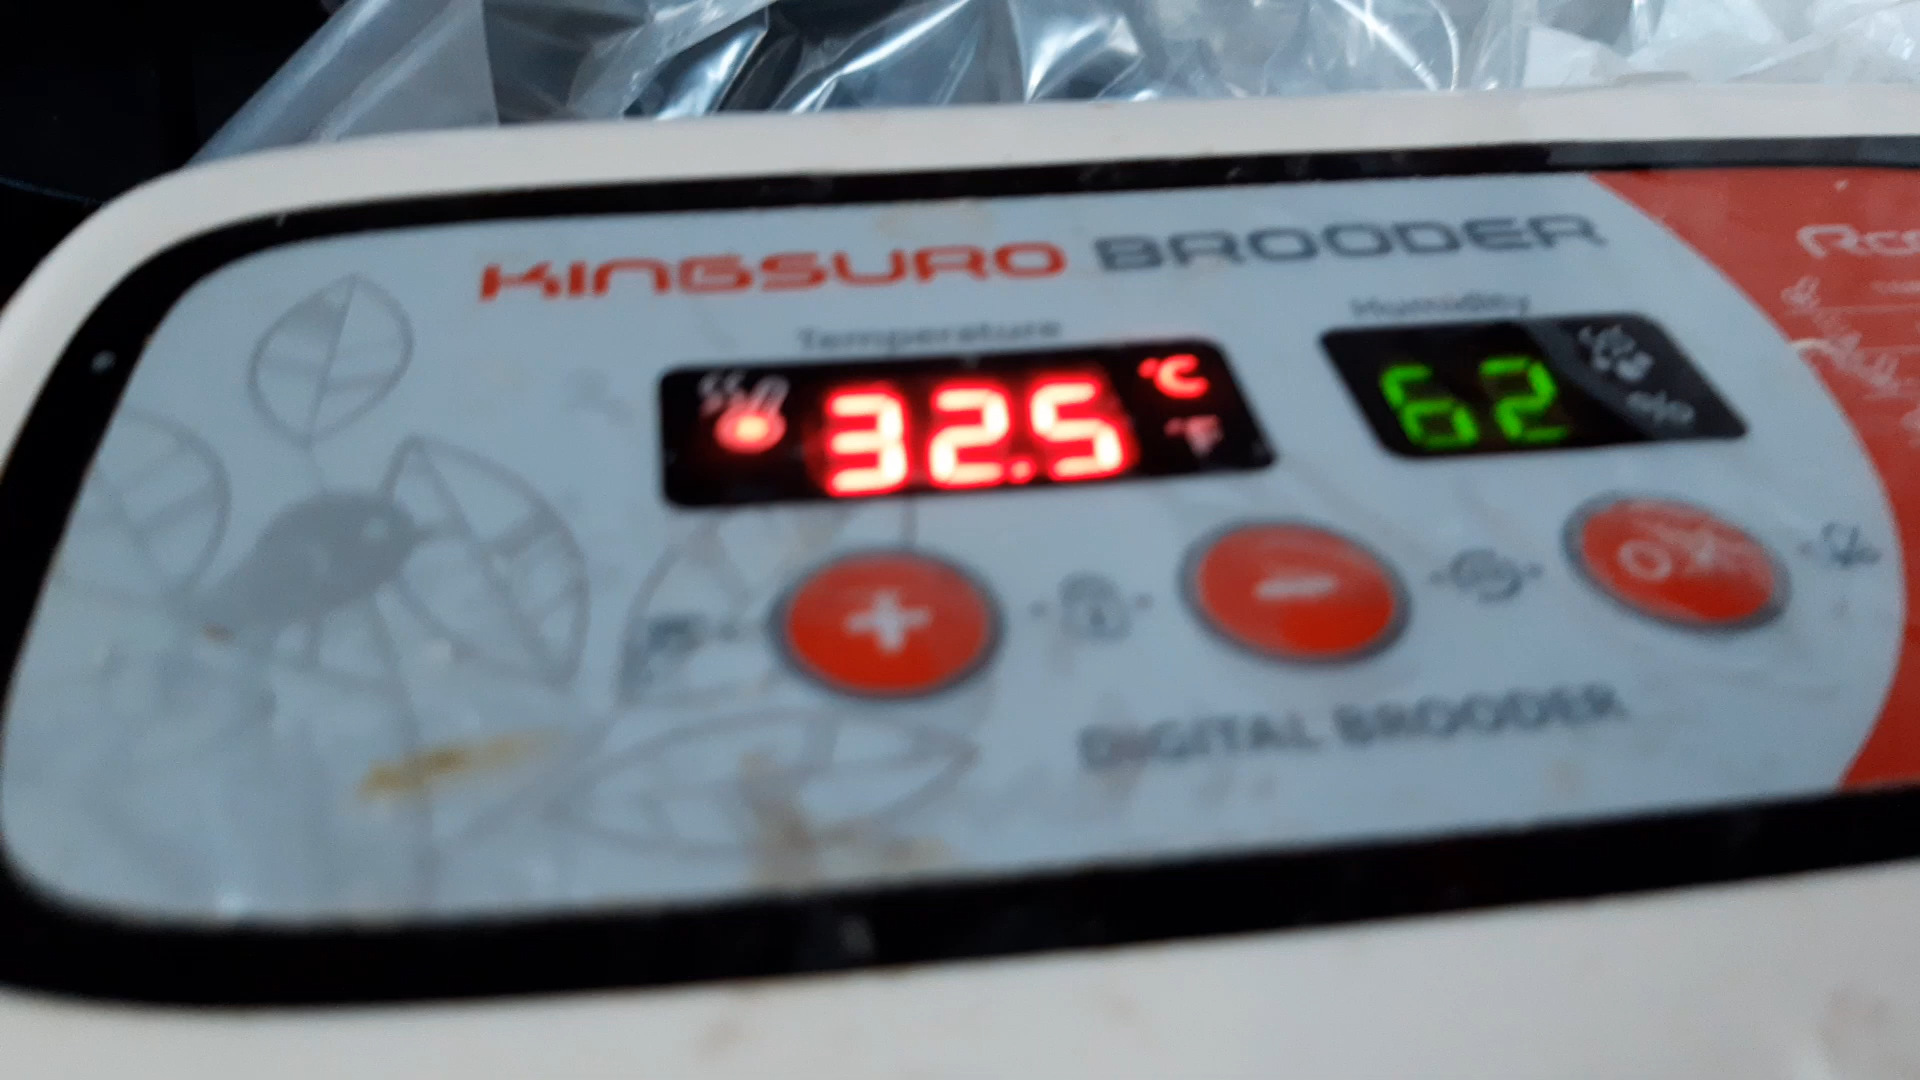 KINGSURO BROODER
Temperature
Humidity
32.5 °C
°F
62
DIGITAL BROODER